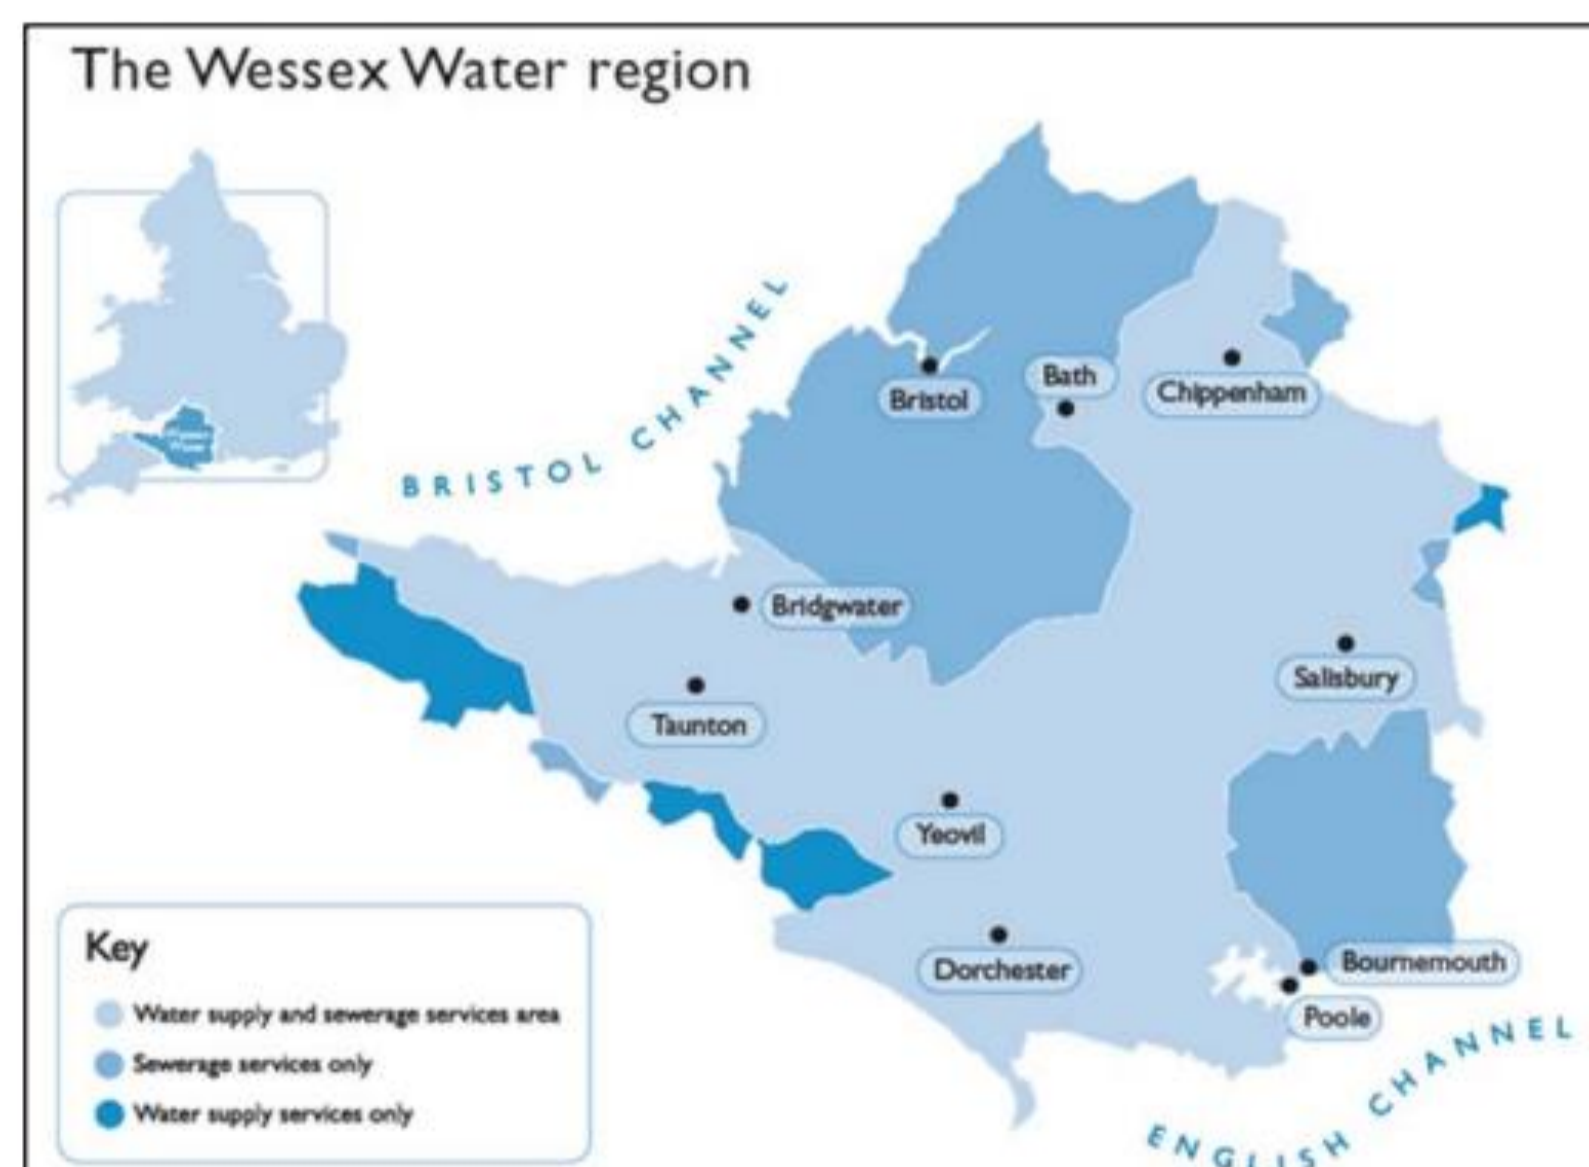 The Wessex Water region
BRISTOL CHANNEL
Bristol
Bath
Chippenham
Bridgwater
Taunton
Salisbury
Yeovil
Dorchester
Bournemouth
Poole
ENGLISH CHANNEL
Key
Water supply and sewerage services area
Sewerage services only
Water supply services only